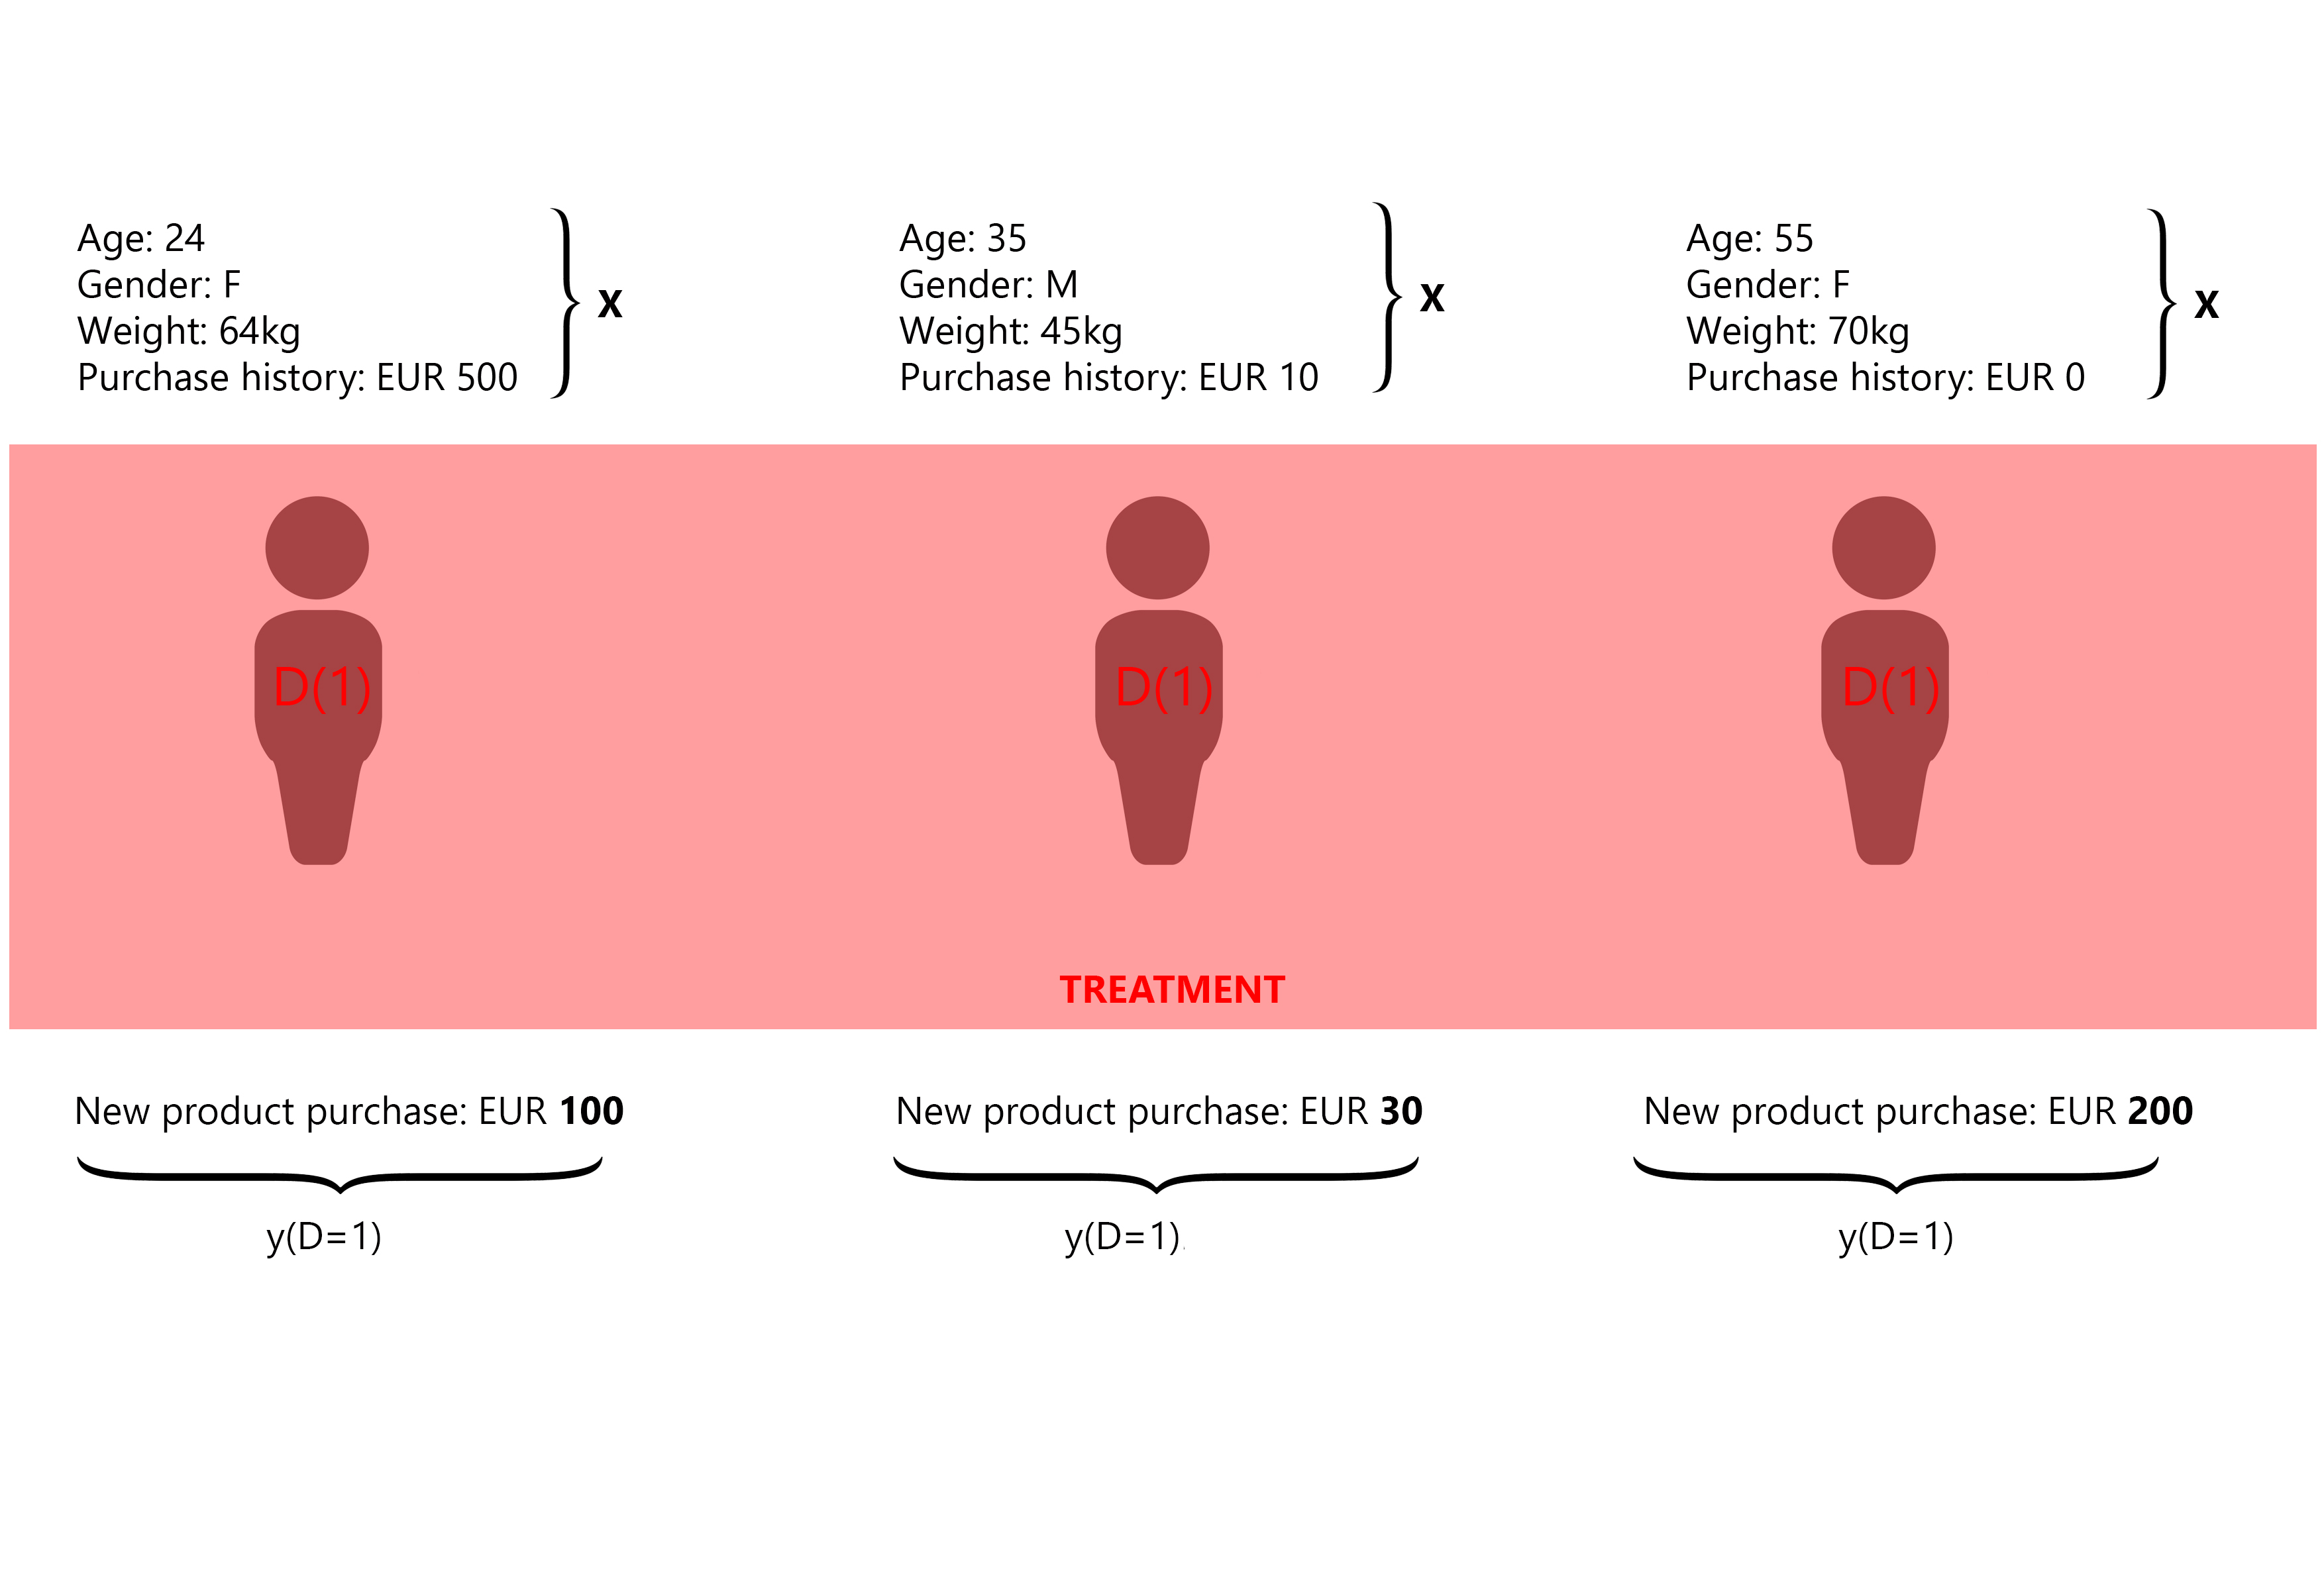 Age: 24
Gender: F
Weight: 64kg
Purchase history: EUR 500
x
Age: 35
Gender: M
Weight: 45kg
Purchase history: EUR 10
x
Age: 55
Gender: F
Weight: 70kg
Purchase history: EUR 0
x
D(1)
D(1)
D(1)
TREATMENT
New product purchase: EUR 100
y(D=1)
New product purchase: EUR 30
y(D=1)
New product purchase: EUR 200
y(D=1)